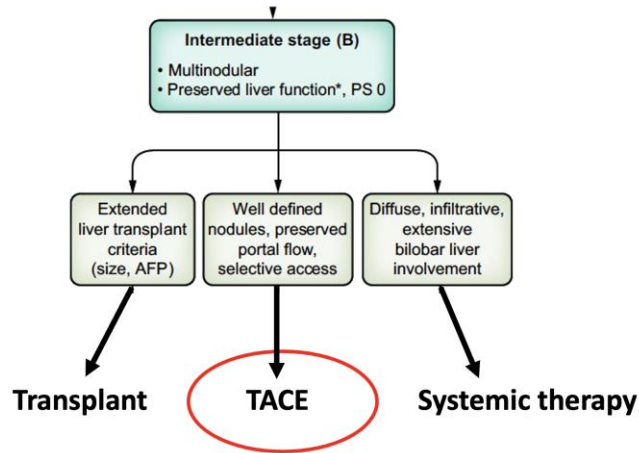 Intermediate stage (B)
• Multinodular
• Preserved liver function*, PS 0
Extended
liver transplant
criteria
(size, AFP)
Well defined
nodules, preserved
portal flow,
selective access
Diffuse, infiltrative,
extensive
bilobar liver
involvement
Transplant
TACE
Systemic therapy